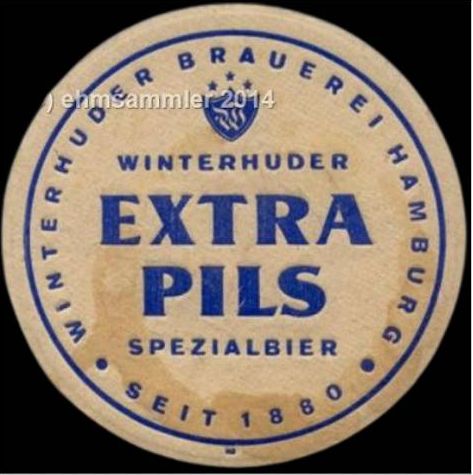 WINTERHUDER BRAUEREI HAMBURG
) ehmsammler 2014
WINTERHUDER
EXTRA
PILS
SPEZIALBIER
• SEIT 1880 •